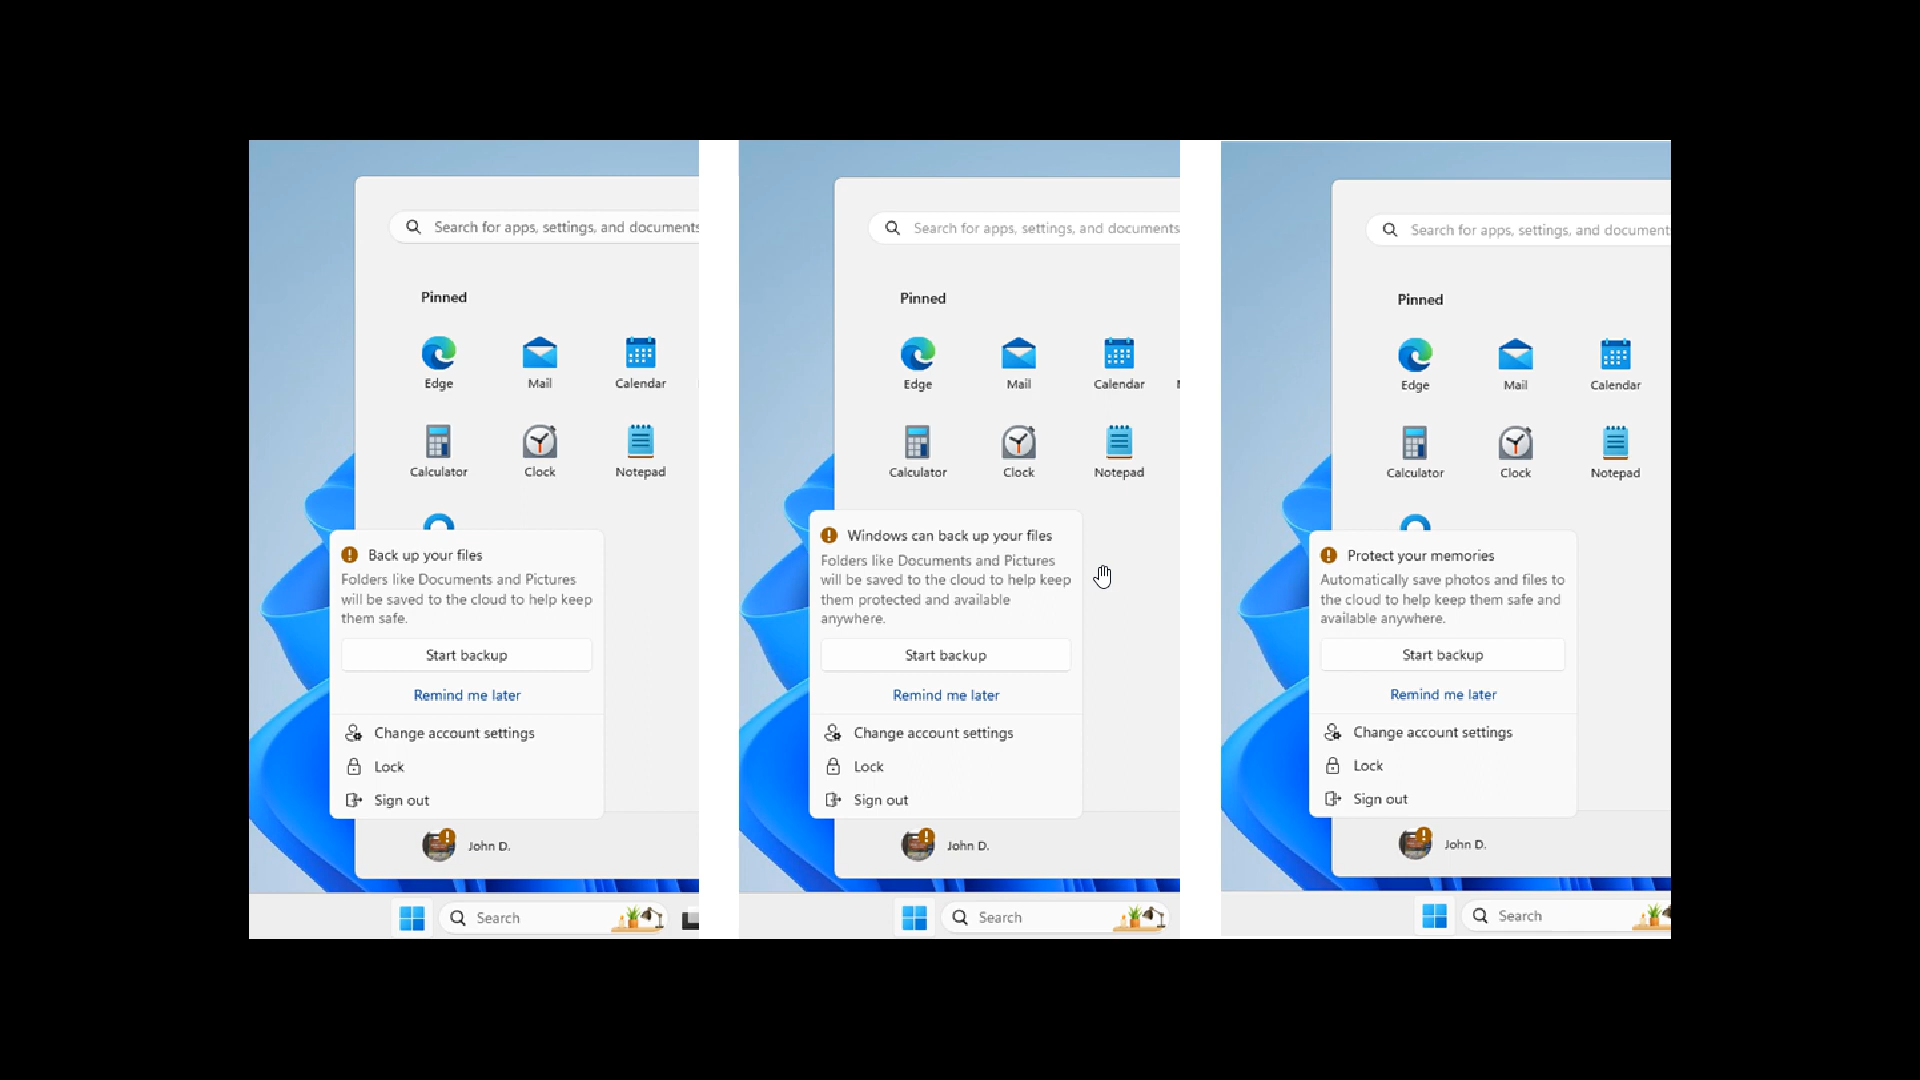 Search for apps, settings, and documents
Pinned
Edge
Mail
Calendar
Calculator
Clock
Notepad
Back up your files
Folders like Documents and Pictures
will be saved to the cloud to help keep
them safe.
Start backup
Remind me later
Change account settings
Lock
Sign out
John D.
Search
Search for apps, settings, and documents
Pinned
Edge
Mail
Calendar
Calculator
Clock
Notepad
Windows can back up your files
Folders like Documents and Pictures
will be saved to the cloud to help keep
them protected and available
anywhere.
Start backup
Remind me later
Change account settings
Lock
Sign out
John D.
Search
Search for apps, settings, and document
Pinned
Edge
Mail
Calendar
Calculator
Clock
Notepad
Protect your memories
Automatically save photos and files to
the cloud to help keep them safe and
available anywhere.
Start backup
Remind me later
Change account settings
Lock
Sign out
John D.
Search